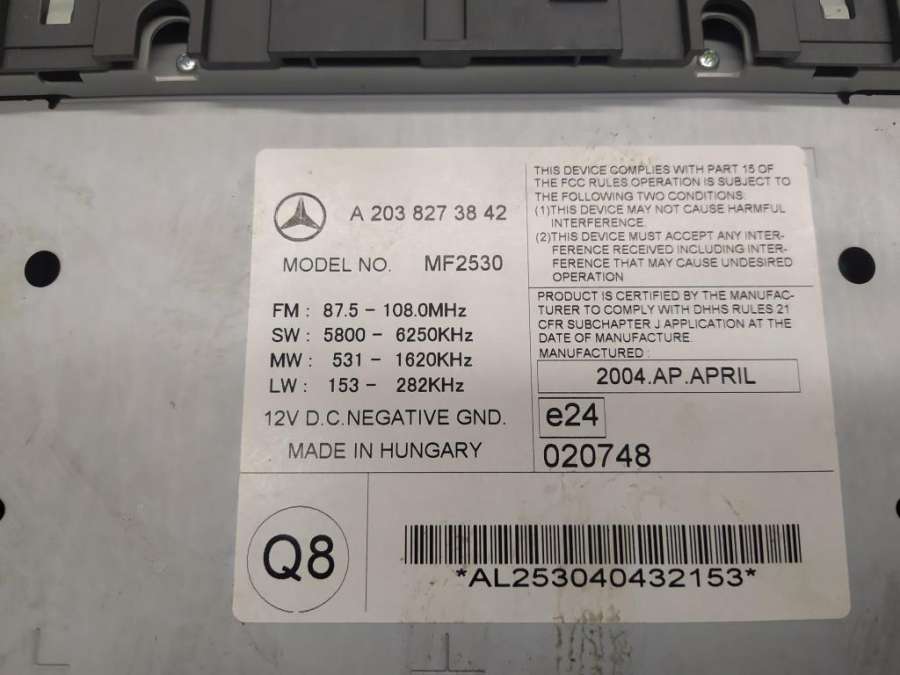 A 203 827 38 42
MODEL NO. MF2530
FM : 87.5 - 108.0MHz
SW : 5800 - 6250KHz
MW : 531 - 1620KHz
LW : 153 - 282KHz
12V D.C.NEGATIVE GND.
MADE IN HUNGARY
THIS DEVICE COMPLIES WITH PART 15 OF
THE FCC RULES.OPERATION IS SUBJECT TO
THE FOLLOWING TWO CONDITIONS:
(1)THIS DEVICE MAY NOT CAUSE HARMFUL
INTERFERENCE.
(2)THIS DEVICE MUST ACCEPT ANY INTER-
FERENCE RECEIVED INCLUDING INTER-
FERENCE THAT MAY CAUSE UNDESIRED
OPERATION
PRODUCT IS CERTIFIED BY THE MANUFAC-
TURER TO COMPLY WITH DHHS RULES 21
CFR SUBCHAPTER J APPLICATION AT THE
DATE OF MANUFACTURE.
MANUFACTURED :
2004.AP.APRIL
e24
020748
Q8
*AL253040432153*